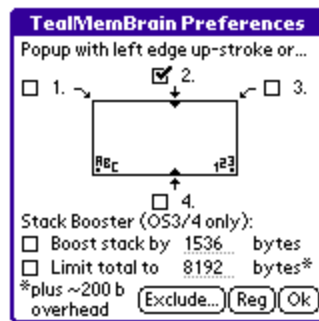 TealMemBrain Preferences
Popup with left edge up-stroke or...
2.
1.
3.
ABC
123
4.
Stack Booster (OS3/4 only):
Boost stack by 1536 bytes
Limit total to 8192 bytes*
*plus ~200 b
overhead
Exclude... Reg Ok